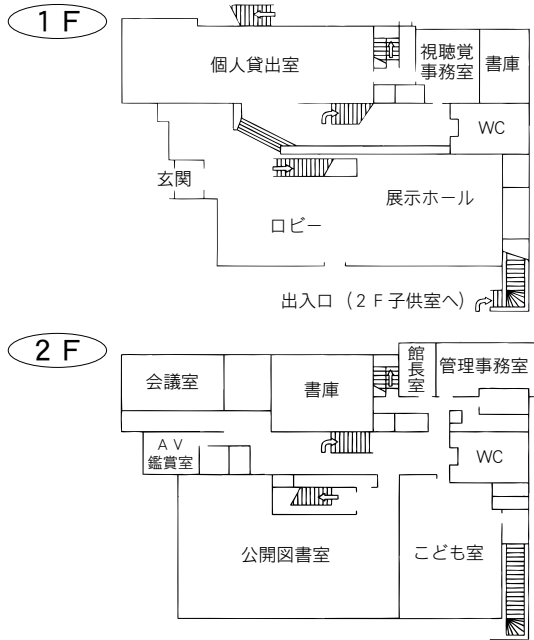 1F
個人貸出室
視聴覚
事務室
書庫
WC
玄関
展示ホール
ロビー
出入口（2F子供室へ）
2F
会議室
書庫
館長室
管理事務室
AV
鑑賞室
WC
公開図書室
こども室